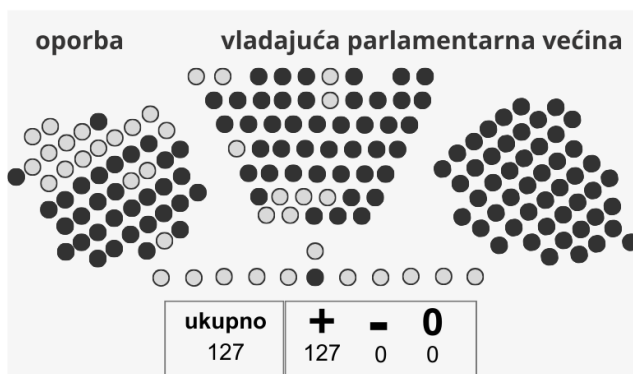 oporba vladajuća parlamentarna većina
ukupno + - 0
127 127 0 0